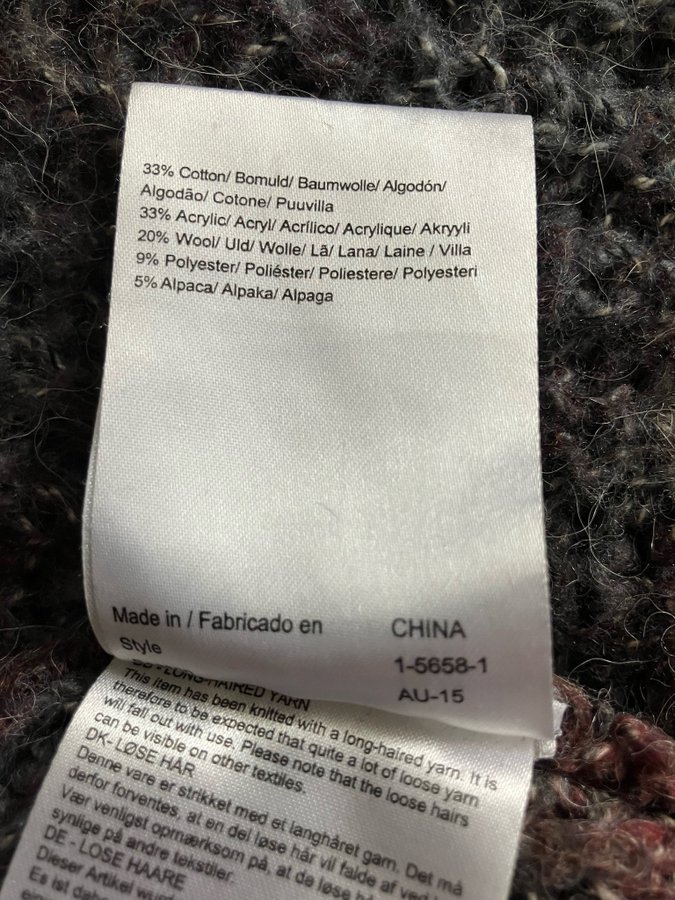 33% Cotton/ Bomuld/ Baumwolle/ Algodón/
Algodão/ Cotone/ Puuvilla
33% Acrylic/ Acryl/ Acrílico/ Acrylique/ Akryyli
20% Wool/ Uld/ Wolle/ Lã/ Lana/ Laine / Villa
9% Polyester/ Poliéster/ Poliestere/ Polyesteri
5% Alpaca/ Alpaka/ Alpaga
Made in / Fabricado en CHINA
Style 1-5658-1
AU-15
- LONG-HAIRED YARN
This item has been knitted with a long-haired yarn. It is
therefore to be expected that quite a lot of loose yarn
will fall out with use. Please note that the loose hairs
can be visible on other textiles.
DK- LØSE HÅR
Denne vare er strikket med et langhåret garn. Det må
derfor forventes, at en del løse hår vil falde af ved
Vær venligst opmærksom på, at de løse
synlige på andre tekstiler.
DE - LOSE HAARE
Dieser Artikel
Es ist